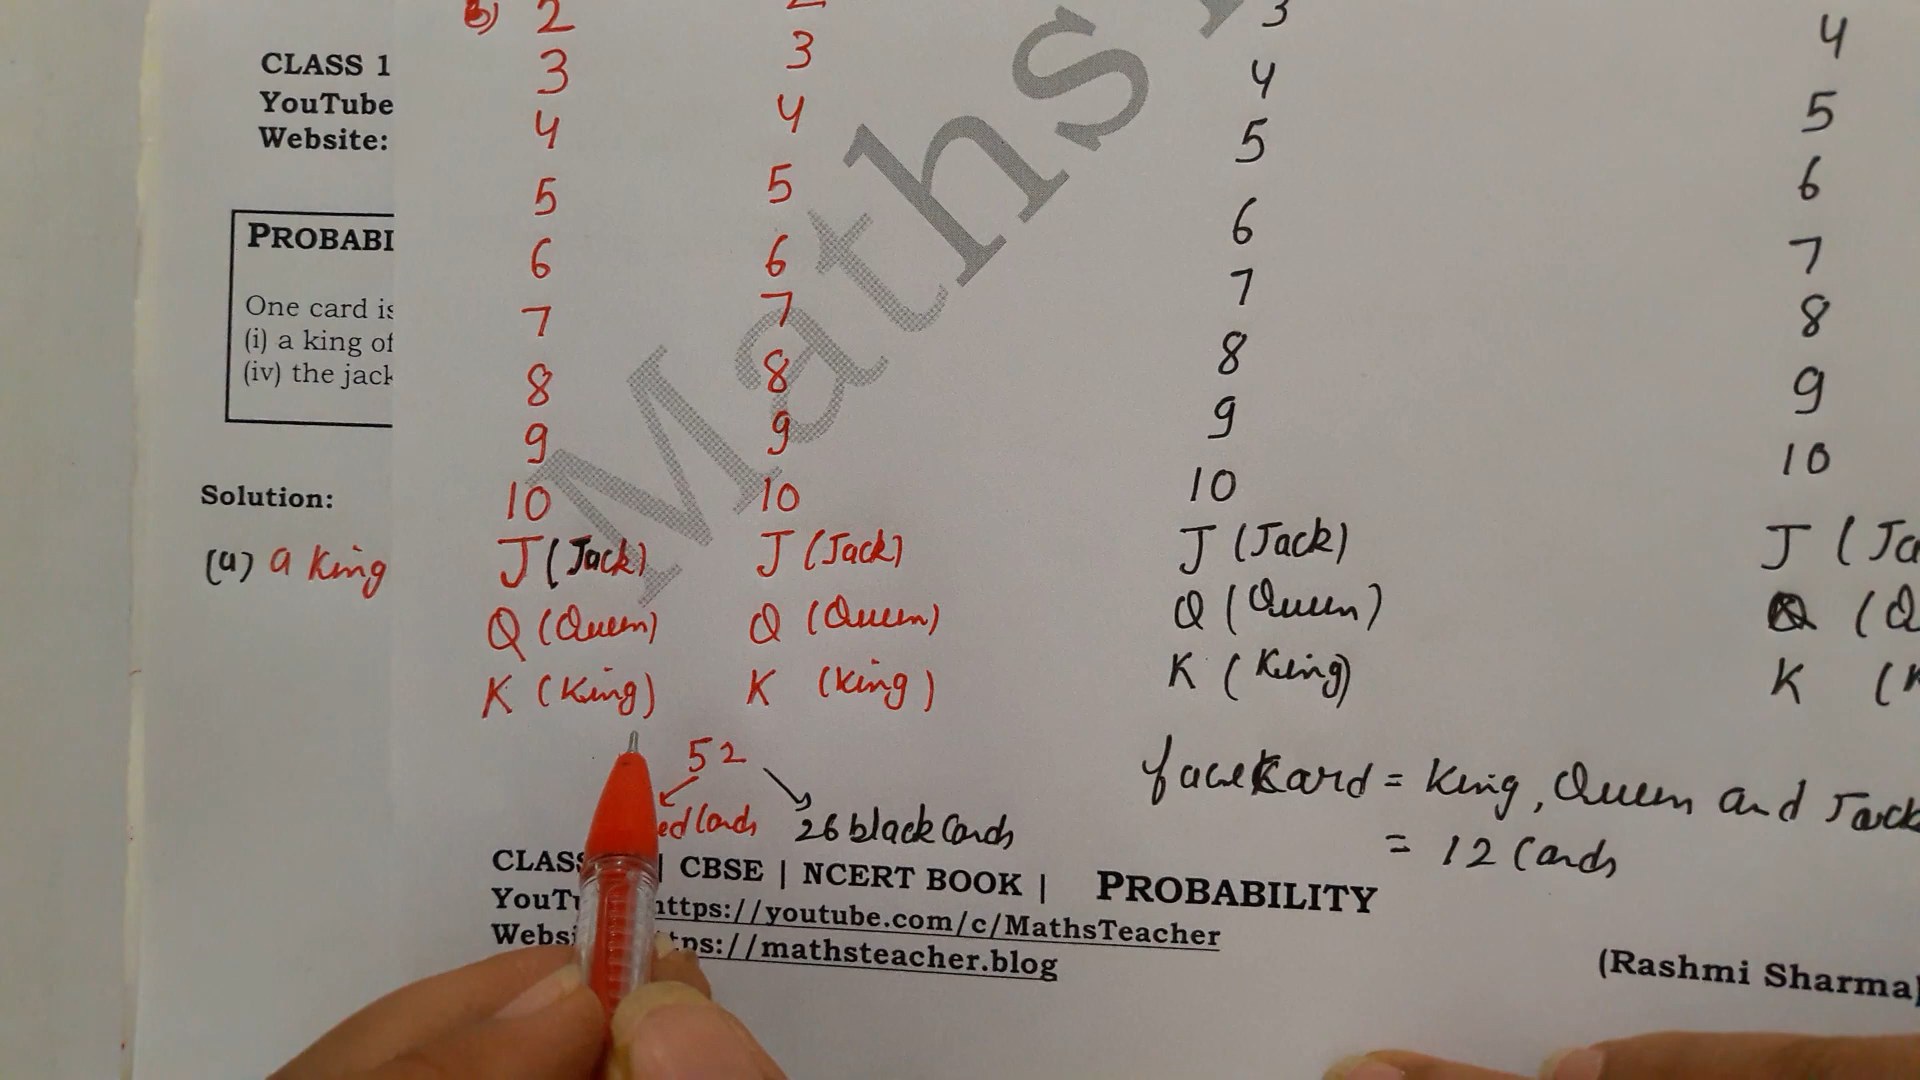 CLASS 1
YouTube
Website:
PROBABI
One card is
(i) a king of
(iv) the jack
Solution:
(a) a king
2
3
4
5
6
7
8
9
10
J (Jack)
Q (Queen)
K (King)
3
4
5
6
7
8
9
10
J (Jack)
Q (Queen)
K (king)
3
4
5
6
7
8
9
10
J (Jack)
Q (Queen)
K (King)
4
5
6
7
8
9
10
J (Ja
Q (Q
K (K
52
ed Cards 26 black Cards
face Card = King, Queen and Jack
= 12 Cards
CLASS | CBSE | NCERT BOOK | PROBABILITY
YouT https://youtube.com/c/MathsTeacher
Websi tps://mathsteacher.blog
(Rashmi Sharma)
Maths